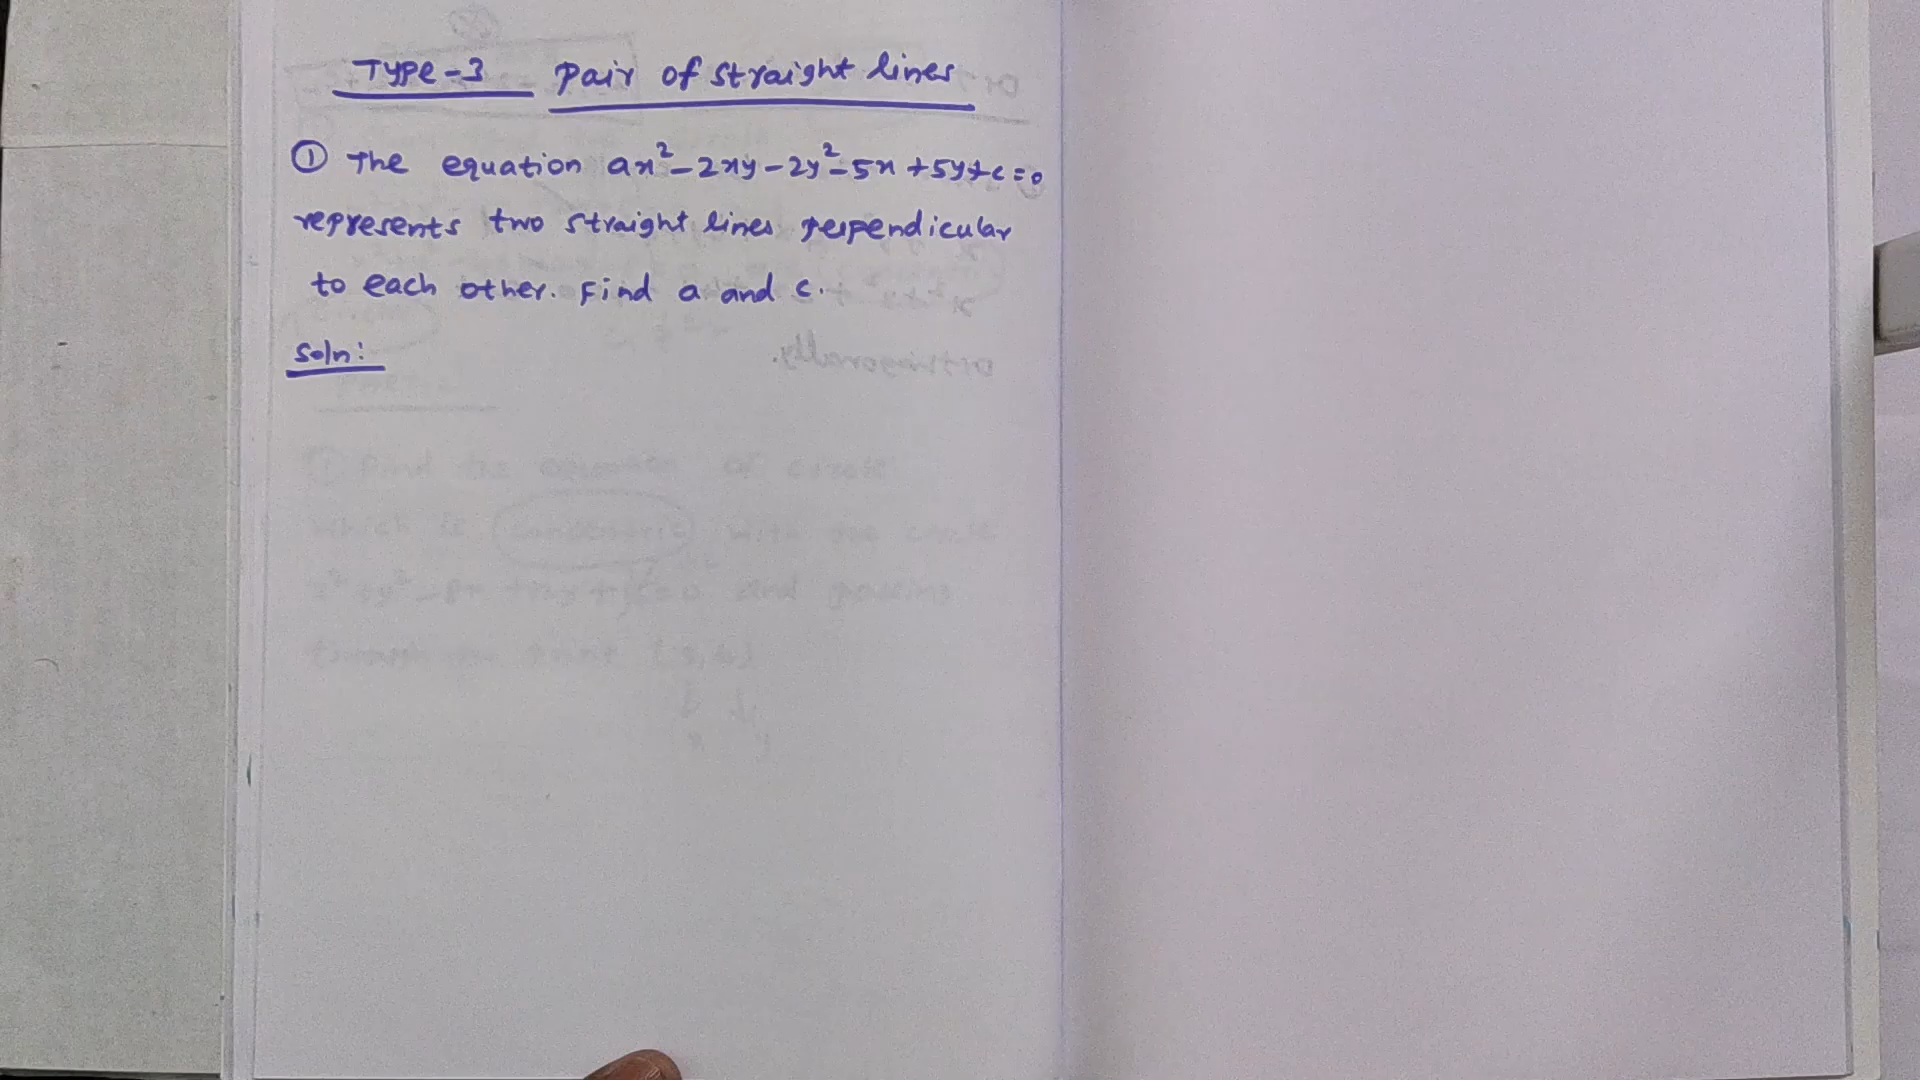 Type-3 Pair of straight lines
① The equation ax²-2xy-2y²-5x+5y+c=0
represents two straight lines perpendicular
to each other. Find a and c.
Soln: